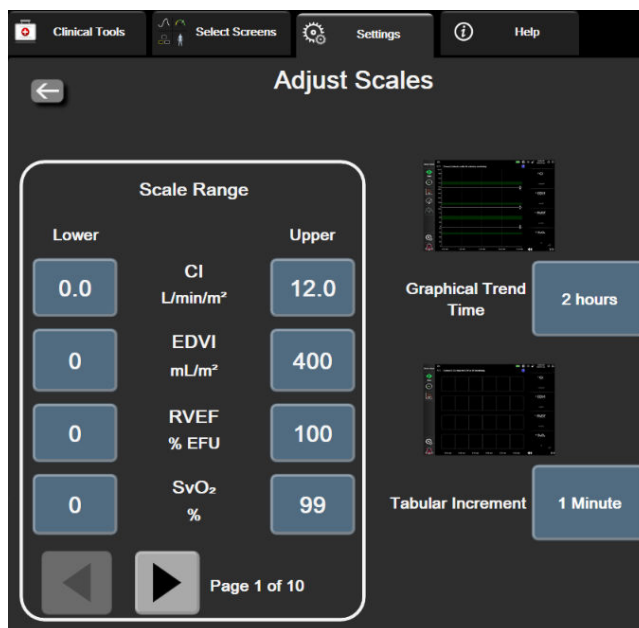 Clinical Tools
Select Screens
Settings
Help
Adjust Scales
Scale Range
Lower
Upper
0.0
CI
L/min/m²
12.0
0
EDVI
mL/m²
400
0
RVEF
% EFU
100
0
SvO₂
%
99
Page 1 of 10
Graphical Trend
Time
2 hours
Tabular Increment
1 Minute